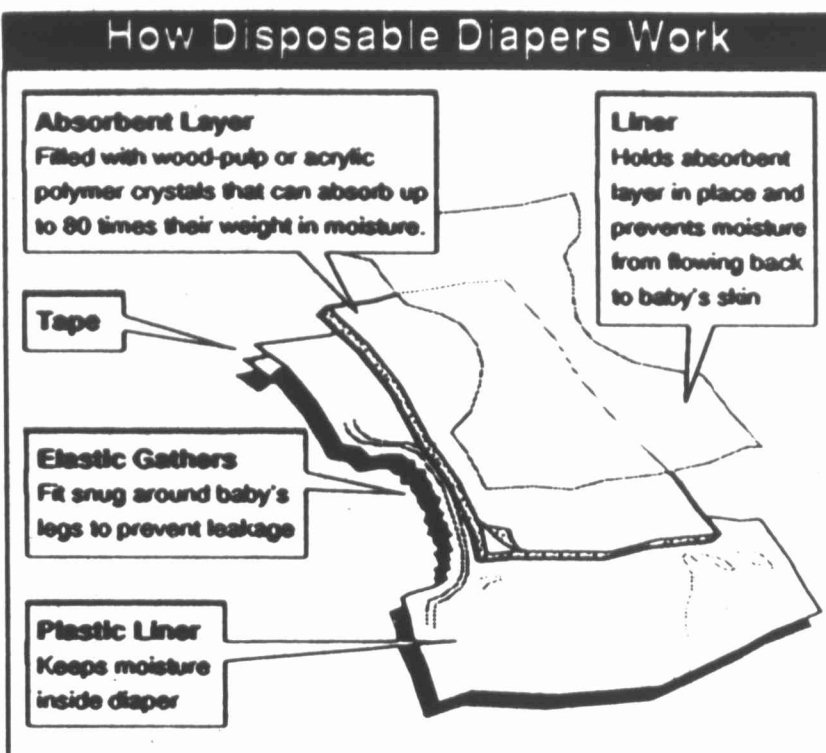 How Disposable Diapers Work
Absorbent Layer
Filled with wood-pulp or acrylic
polymer crystals that can absorb up
to 80 times their weight in moisture.
Liner
Holds absorbent
layer in place and
prevents moisture
from flowing back
to baby's skin
Tape
Elastic Gathers
Fit snug around baby's
legs to prevent leakage
Plastic Liner
Keeps moisture
inside diaper